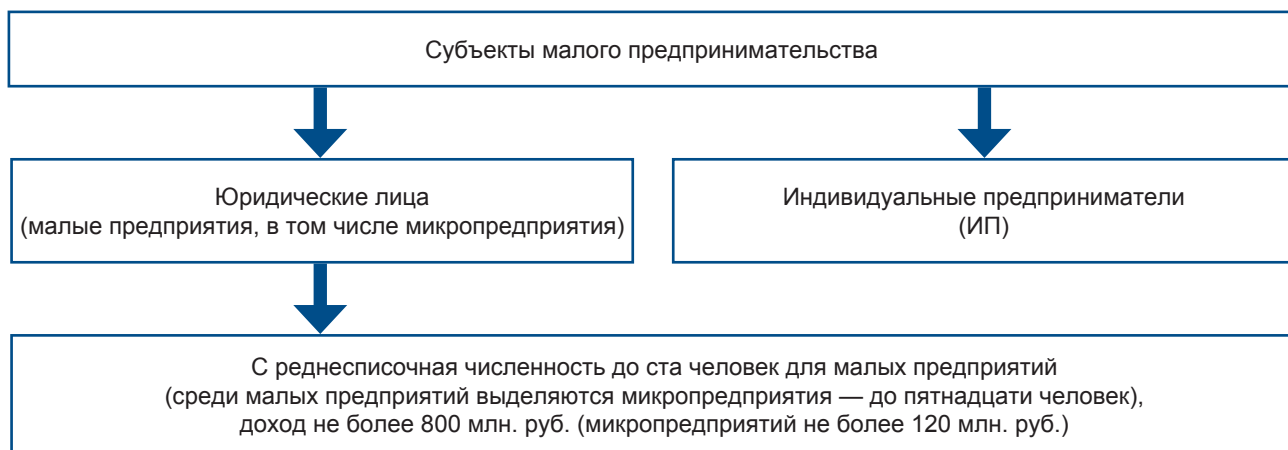 Субъекты малого предпринимательства
Юридические лица
(малые предприятия, в том числе микропредприятия)
Индивидуальные предприниматели
(ИП)
С реднесписочная численность до ста человек для малых предприятий
(среди малых предприятий выделяются микропредприятия — до пятнадцати человек),
доход не более 800 млн. руб. (микропредприятий не более 120 млн. руб.)